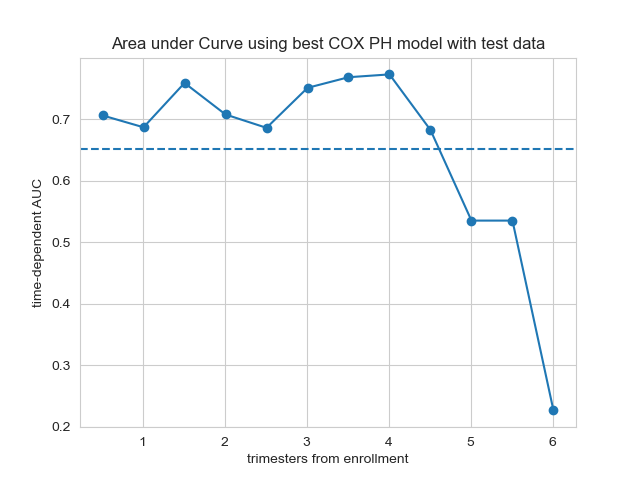 Area under Curve using best COX PH model with test data
time-dependent AUC
0.7
0.6
0.5
0.4
0.3
0.2
1 2 3 4 5 6
trimesters from enrollment